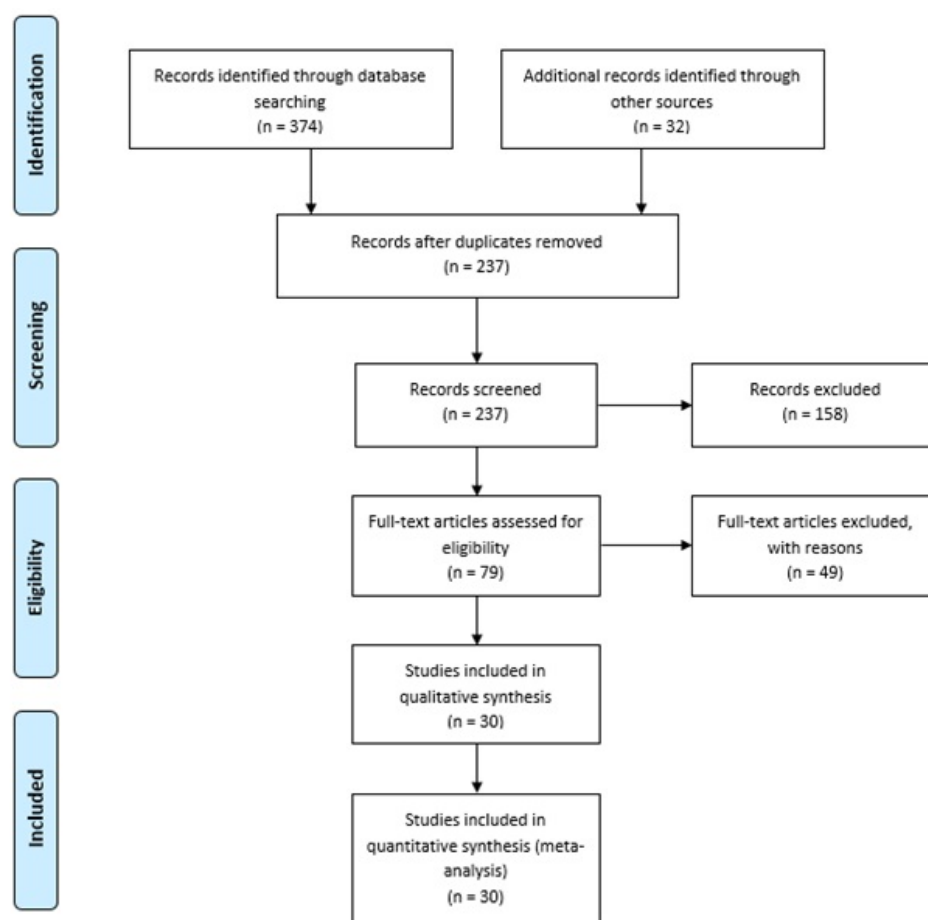 Identification
Records identified through database
searching
(n = 374)
Additional records identified through
other sources
(n = 32)
Records after duplicates removed
(n = 237)
Screening
Records screened
(n = 237)
Records excluded
(n = 158)
Eligibility
Full-text articles assessed for
eligibility
(n = 79)
Full-text articles excluded,
with reasons
(n = 49)
Studies included in
qualitative synthesis
(n = 30)
Included
Studies included in
quantitative synthesis (meta-
analysis)
(n = 30)